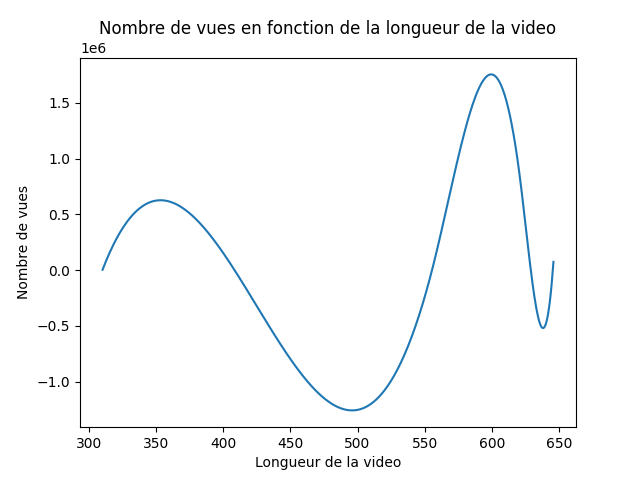 Nombre de vues en fonction de la longueur de la video
1e6
1.5
1.0
0.5
0.0
−0.5
−1.0
Nombre de vues
300 350 400 450 500 550 600 650
Longueur de la video